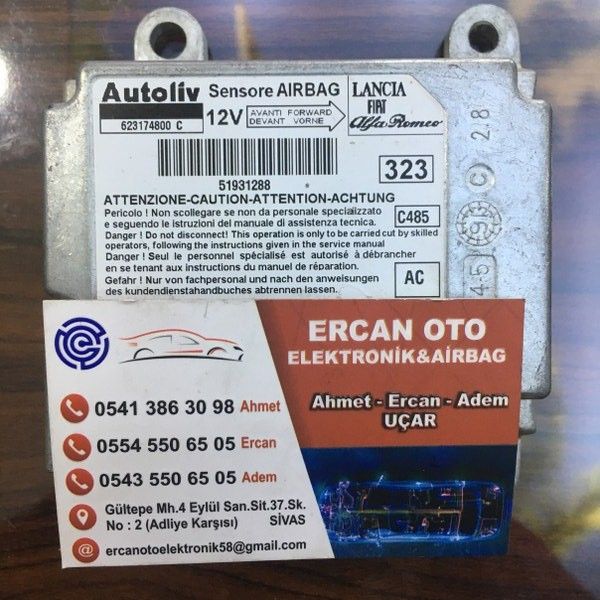 Autoliv Sensore AIRBAG
623174800 C
12V
AVANTI FORWARD
DEVANT VORNE
LANCIA
FIAT
Alfa Romeo
51931288
323
ATTENZIONE-CAUTION-ATTENTION-ACHTUNG
Pericolo ! Non scollegare se non da personale specializzato
e seguendo le istruzioni del manuale di assistenza tecnica.
Danger ! Do not disconnect! This operation is only to be carried cut by skilled
operators, following the instructions given in the service manual
Danger ! Seul le personnel spécialisé est autorisé à débrancher
en se tenant aux instructions du manuel de réparation.
Gefahr ! Nur von fachpersonal und nach den anweisungen
des kundendienstahandbuches abtrennen lassen.
C485
AC
ERCAN OTO
ELEKTRONİK&AİRBAG
Ahmet - Ercan - Adem
UÇAR
0541 386 30 98 Ahmet
0554 550 65 05 Ercan
0543 550 65 05 Adem
Gültepe Mh.4 Eylül San.Sit.37.Sk.
No : 2 (Adliye Karşısı) SİVAS
ercanotoelektronik58@gmail.com